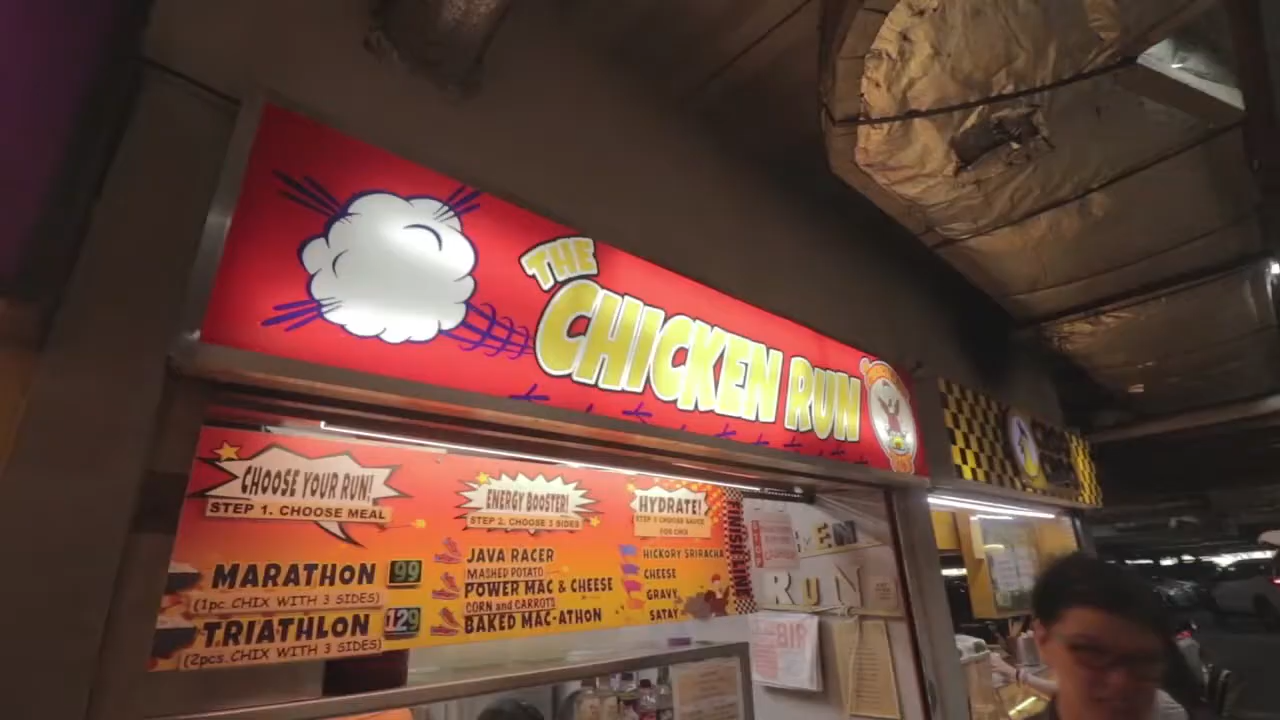 THE
CHICKEN RUN
CHOOSE YOUR RUN!
STEP 1. CHOOSE MEAL
MARATHON 99
(1pc.CHIX WITH 3 SIDES)
TRIATHLON 129
(2pcs.CHIX WITH 3 SIDES)
ENERGY BOOSTER!
STEP 2. CHOOSE 3 SIDES
JAVA RACER
MASHED POTATO
POWER MAC & CHEESE
CORN and CARROTS
BAKED MAC-ATHON
HYDRATE!
STEP 3 CHOOSE SAUCE
FOR CHIX
HICKORY SRIRACHA
CHEESE
GRAVY
SATAY
FINISH LINE
RUN